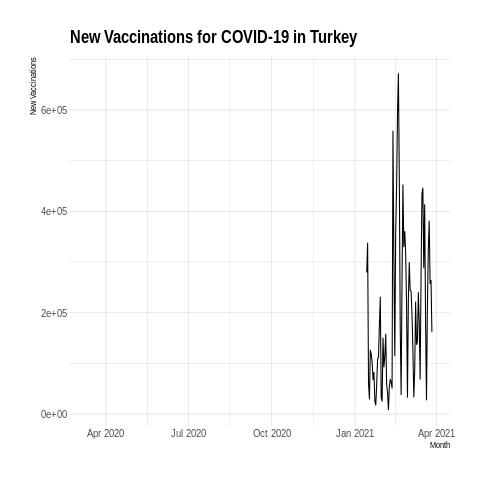 New Vaccinations for COVID-19 in Turkey
New Vaccinations
6e+05
4e+05
2e+05
0e+00
Apr 2020 Jul 2020 Oct 2020 Jan 2021 Apr 2021
Month